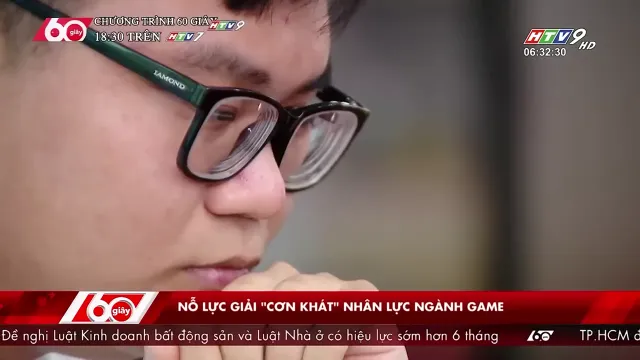 60 giây
CHƯƠNG TRÌNH 60 GIÂY HTV9
18:30 TRÊN HTV7
HTV9 HD
06:32:30
DIAMOND
60 giây
NỖ LỰC GIẢI "CƠN KHÁT" NHÂN LỰC NGÀNH GAME
Đề nghị Luật Kinh doanh bất động sản và Luật Nhà ở có hiệu lực sớm hơn 6 tháng 60 TP.HCM đ